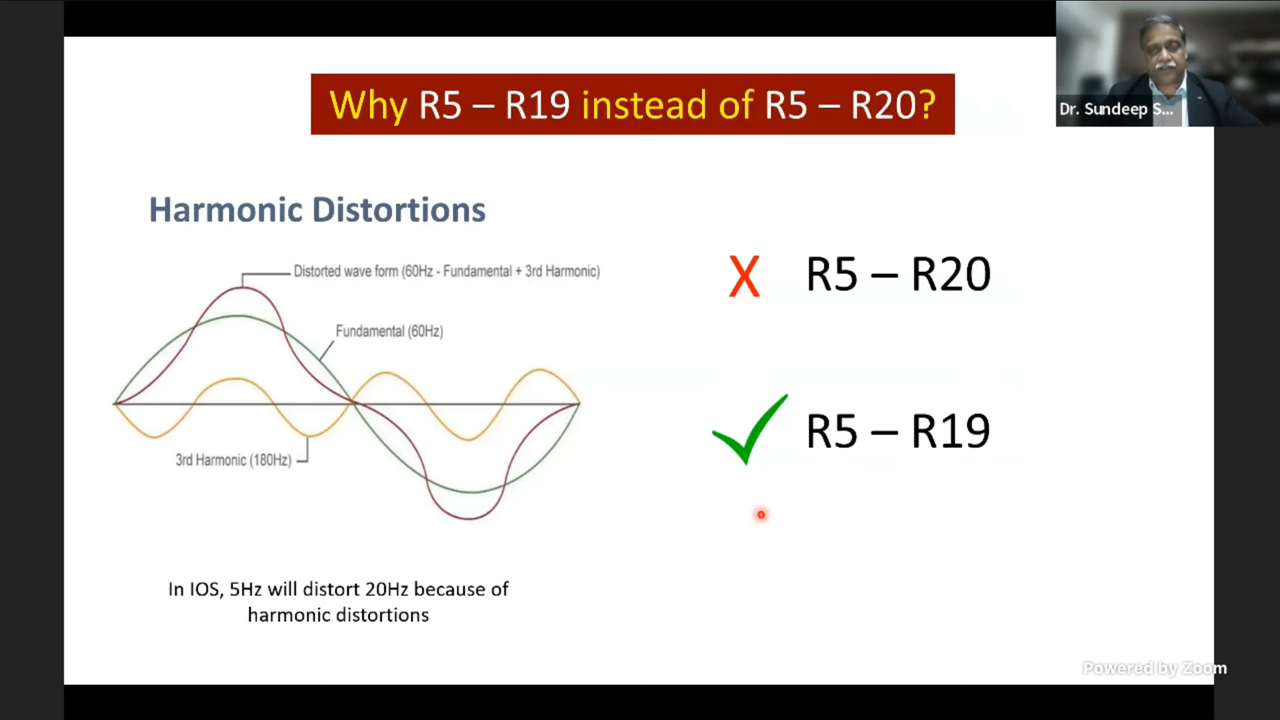 Why R5 – R19 instead of R5 – R20?
Dr. Sundeep S...
Harmonic Distortions
Distorted wave form (60Hz - Fundamental + 3rd Harmonic)
Fundamental (60Hz)
3rd Harmonic (180Hz)
X R5 – R20
R5 – R19
In IOS, 5Hz will distort 20Hz because of
harmonic distortions
Powered by Zoom